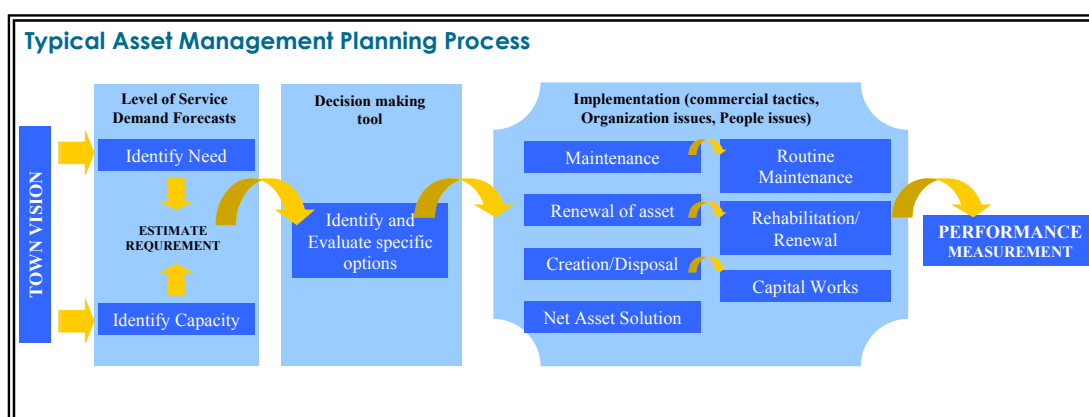 Typical Asset Management Planning Process
TOWN VISION
Level of Service
Demand Forecasts
Identify Need
ESTIMATE
REQUREMENT
Identify Capacity
Decision making
tool
Identify and
Evaluate specific
options
Implementation (commercial tactics,
Organization issues, People issues)
Maintenance
Renewal of asset
Creation/Disposal
Net Asset Solution
Routine
Maintenance
Rehabilitation/
Renewal
Capital Works
PERFORMANCE
MEASUREMENT